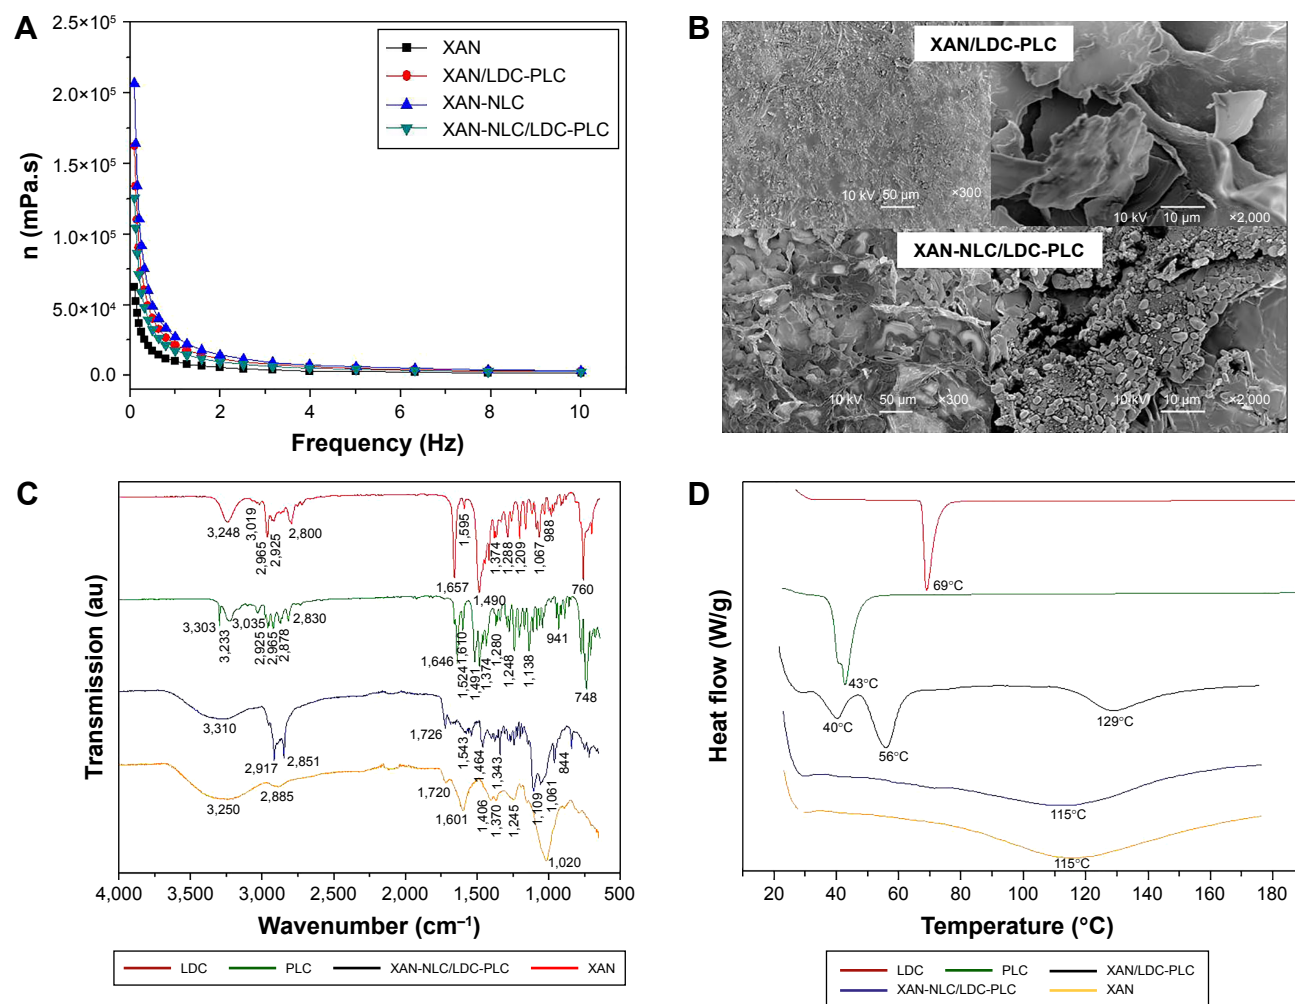 A
2.5×10⁵
2.0×10⁵
1.5×10⁵
1.0×10⁵
5.0×10⁴
0.0
n (mPa.s)
XAN
XAN/LDC-PLC
XAN-NLC
XAN-NLC/LDC-PLC
0 2 4 6 8 10
Frequency (Hz)
B
XAN/LDC-PLC
10 kV 50 µm ×300
10 kV 10 µm ×2,000
XAN-NLC/LDC-PLC
10 kV 50 µm ×300
10 kV 10 µm ×2,000
C
Transmission (au)
3,248
3,019
2,965
2,925
2,800
1,657
1,595
1,490
1,374
1,288
1,209
1,067
988
760
3,303
3,233
3,035
2,925
2,965
2,878
2,830
1,646
1,610
1,524
1,491
1,374
1,280
1,248
1,138
941
748
3,310
2,917
2,851
1,726
1,543
1,464
1,343
1,109
1,061
844
3,250
2,885
1,720
1,601
1,406
1,370
1,245
1,020
4,000 3,500 3,000 2,500 2,000 1,500 1,000 500
Wavenumber (cm⁻¹)
LDC PLC XAN-NLC/LDC-PLC XAN
D
Heat flow (W/g)
69°C
43°C
40°C
56°C
129°C
115°C
115°C
20 40 60 80 100 120 140 160 180
Temperature (°C)
LDC PLC XAN/LDC-PLC
XAN-NLC/LDC-PLC XAN